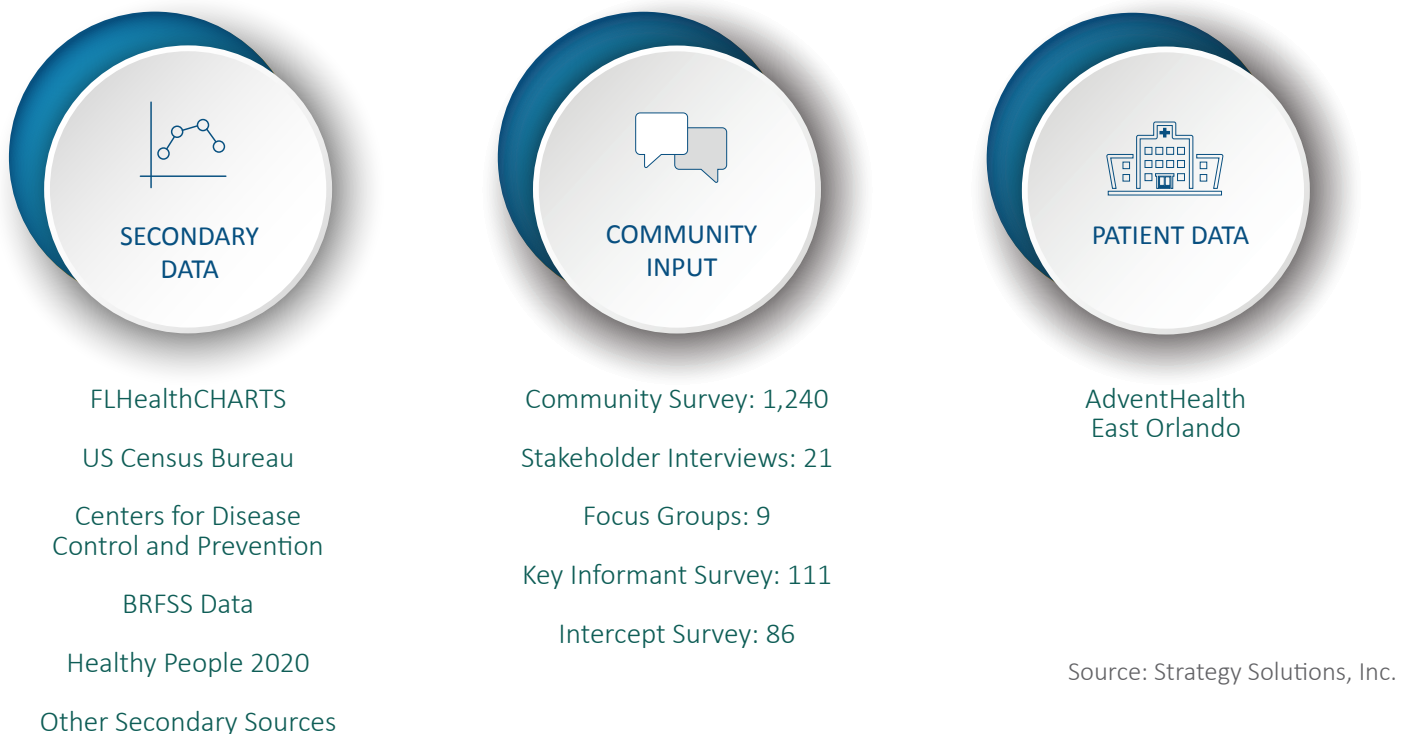 SECONDARY
DATA
FLHealthCHARTS
US Census Bureau
Centers for Disease
Control and Prevention
BRFSS Data
Healthy People 2020
Other Secondary Sources
COMMUNITY
INPUT
Community Survey: 1,240
Stakeholder Interviews: 21
Focus Groups: 9
Key Informant Survey: 111
Intercept Survey: 86
PATIENT DATA
AdventHealth
East Orlando
Source: Strategy Solutions, Inc.